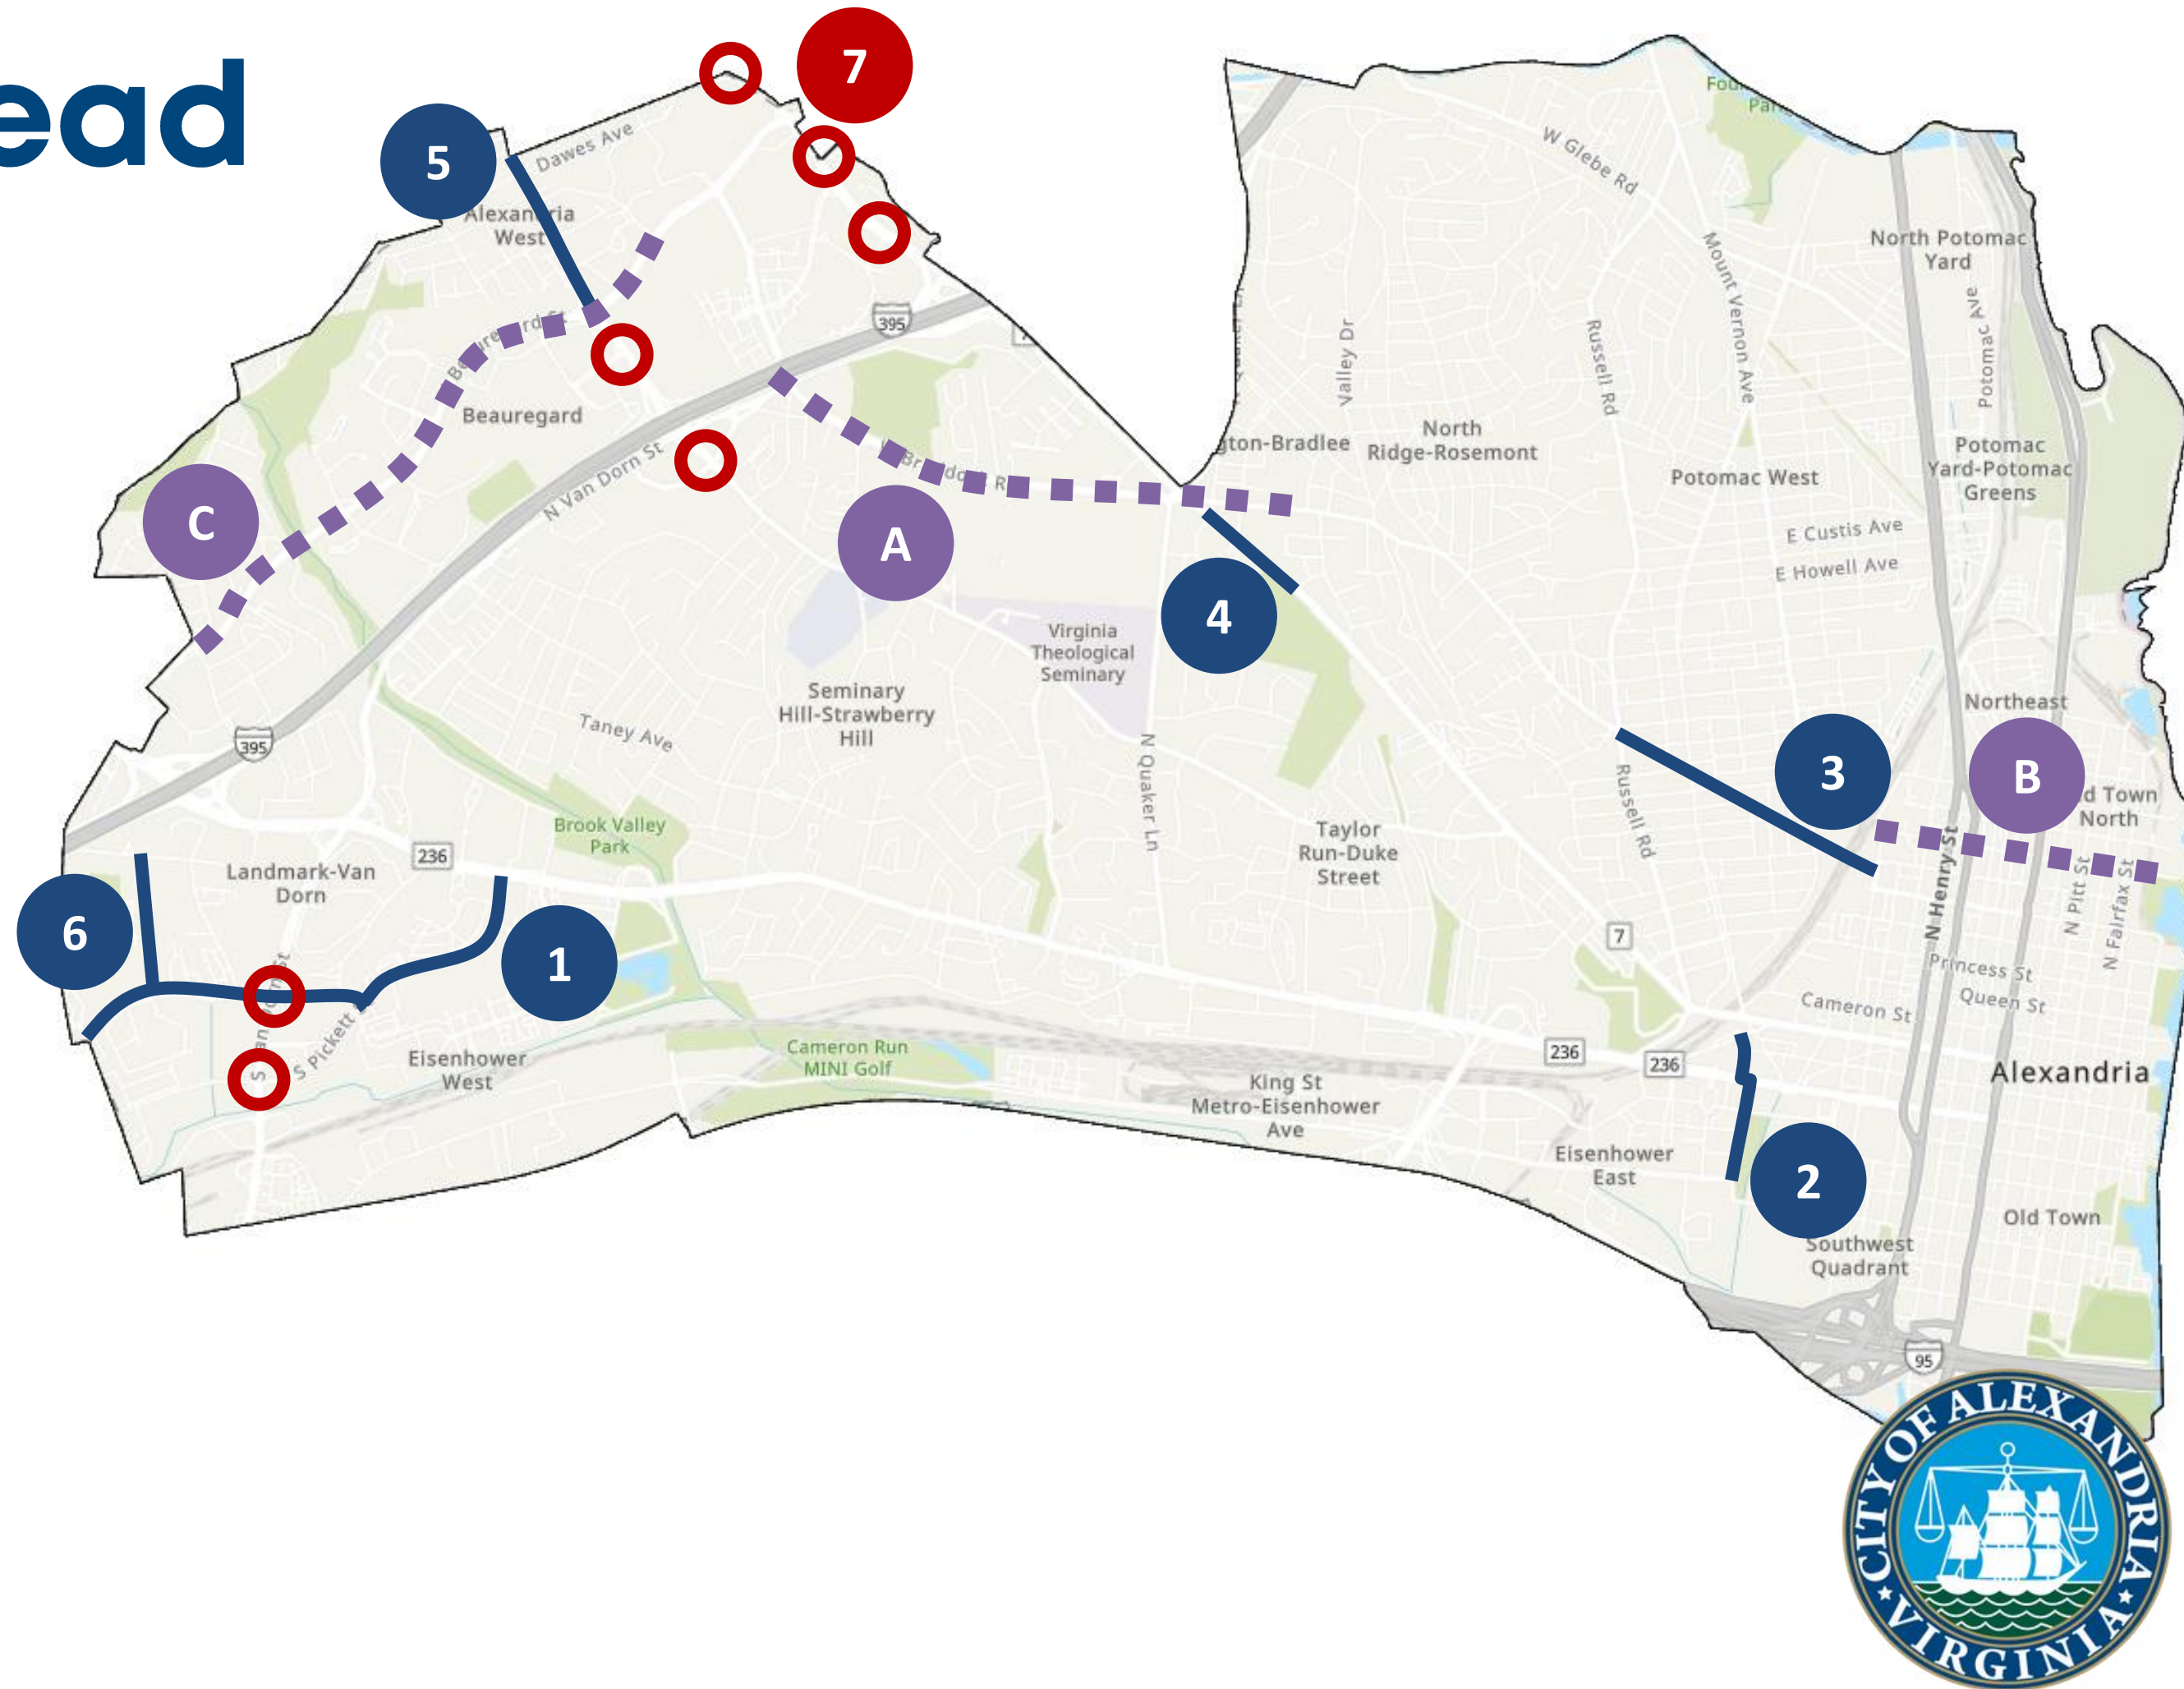 ead
7
5
Dawes Ave
Alexandria
West
Beauregard
395
N Van Dorn St
C
A
4
Virginia
Theological
Seminary
Seminary
Hill-Strawberry
Hill
Taney Ave
395
Brook Valley
Park
236
Landmark-Van
Dorn
6
1
S Pickett
Eisenhower
West
Cameron Run
MINI Golf
N Quaker Ln
Taylor
Run-Duke
Street
King St
Metro-Eisenhower
Ave
W Glebe Rd
Valley Dr
Russell Rd
Mount Vernon Ave
North
Ridge-Rosemont
Potomac West
North Potomac
Yard
Potomac Ave
Potomac
Yard-Potomac
Greens
E Custis Ave
E Howell Ave
Northeast
3
B
Russell Rd
N Henry St
N Pitt St
N Fairfax St
North
7
Princess St
Queen St
Cameron St
236
236
Alexandria
Eisenhower
East
2
Old Town
Southwest
Quadrant
95
CITY OF ALEXANDRIA
VIRGINIA